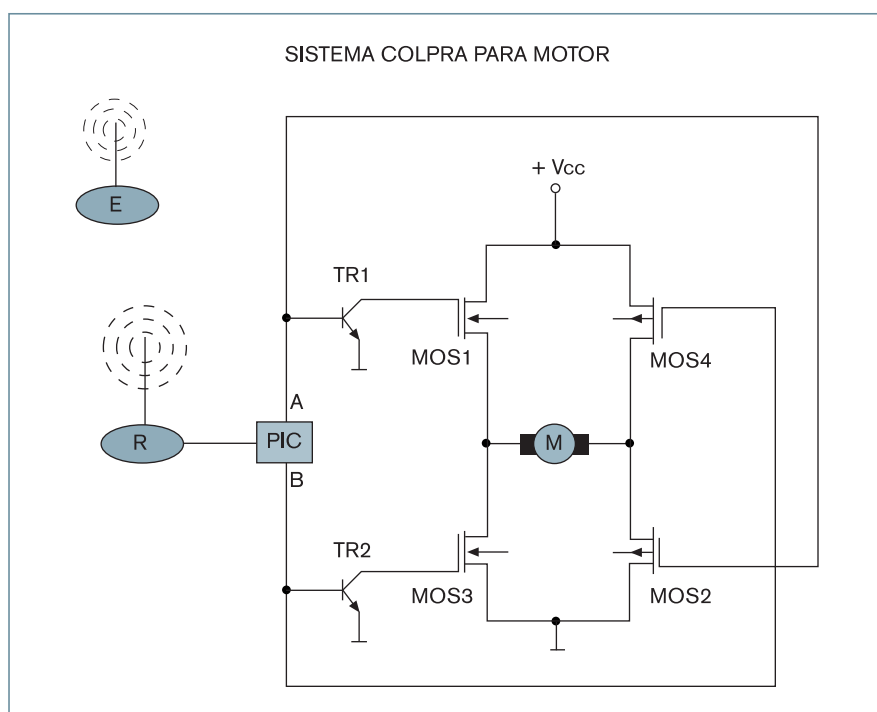 SISTEMA COLPRA PARA MOTOR
+ Vcc
E
TR1
MOS1
MOS4
A
R
PIC
M
B
TR2
MOS3
MOS2